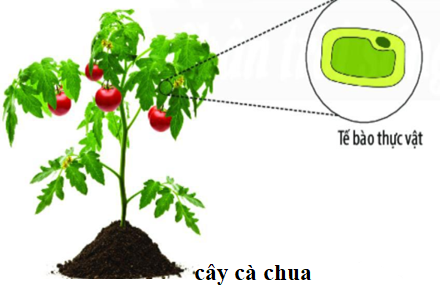 Tế bào thực vật
cây cà chua